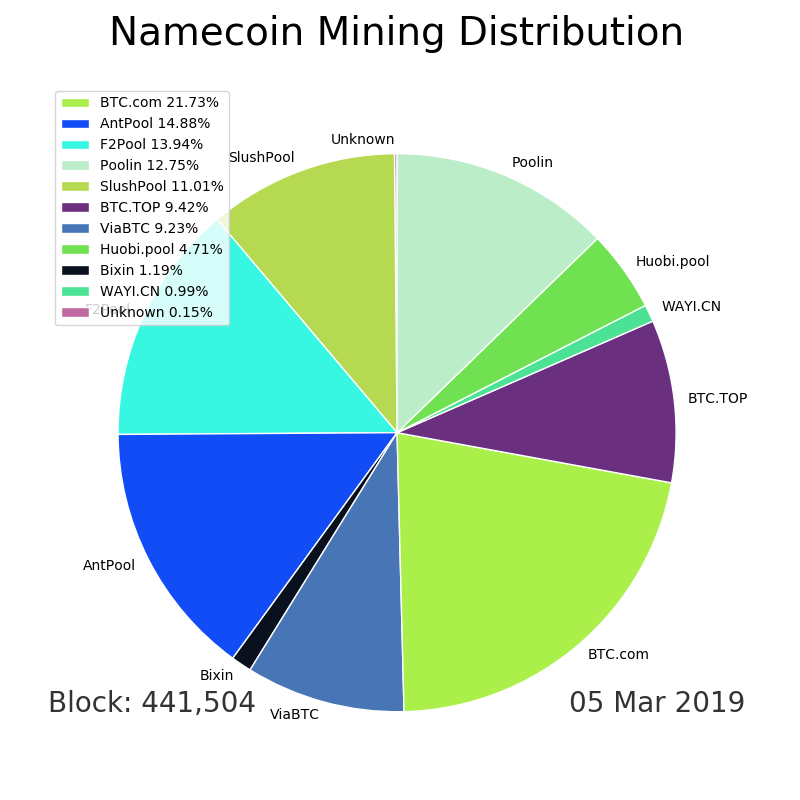 Namecoin Mining Distribution
BTC.com 21.73%
AntPool 14.88%
F2Pool 13.94%
Poolin 12.75%
SlushPool 11.01%
BTC.TOP 9.42%
ViaBTC 9.23%
Huobi.pool 4.71%
Bixin 1.19%
WAYI.CN 0.99%
Unknown 0.15%
Unknown
SlushPool
Poolin
Huobi.pool
WAYI.CN
F2Pool
BTC.TOP
AntPool
BTC.com
Bixin
ViaBTC
Block: 441,504
05 Mar 2019